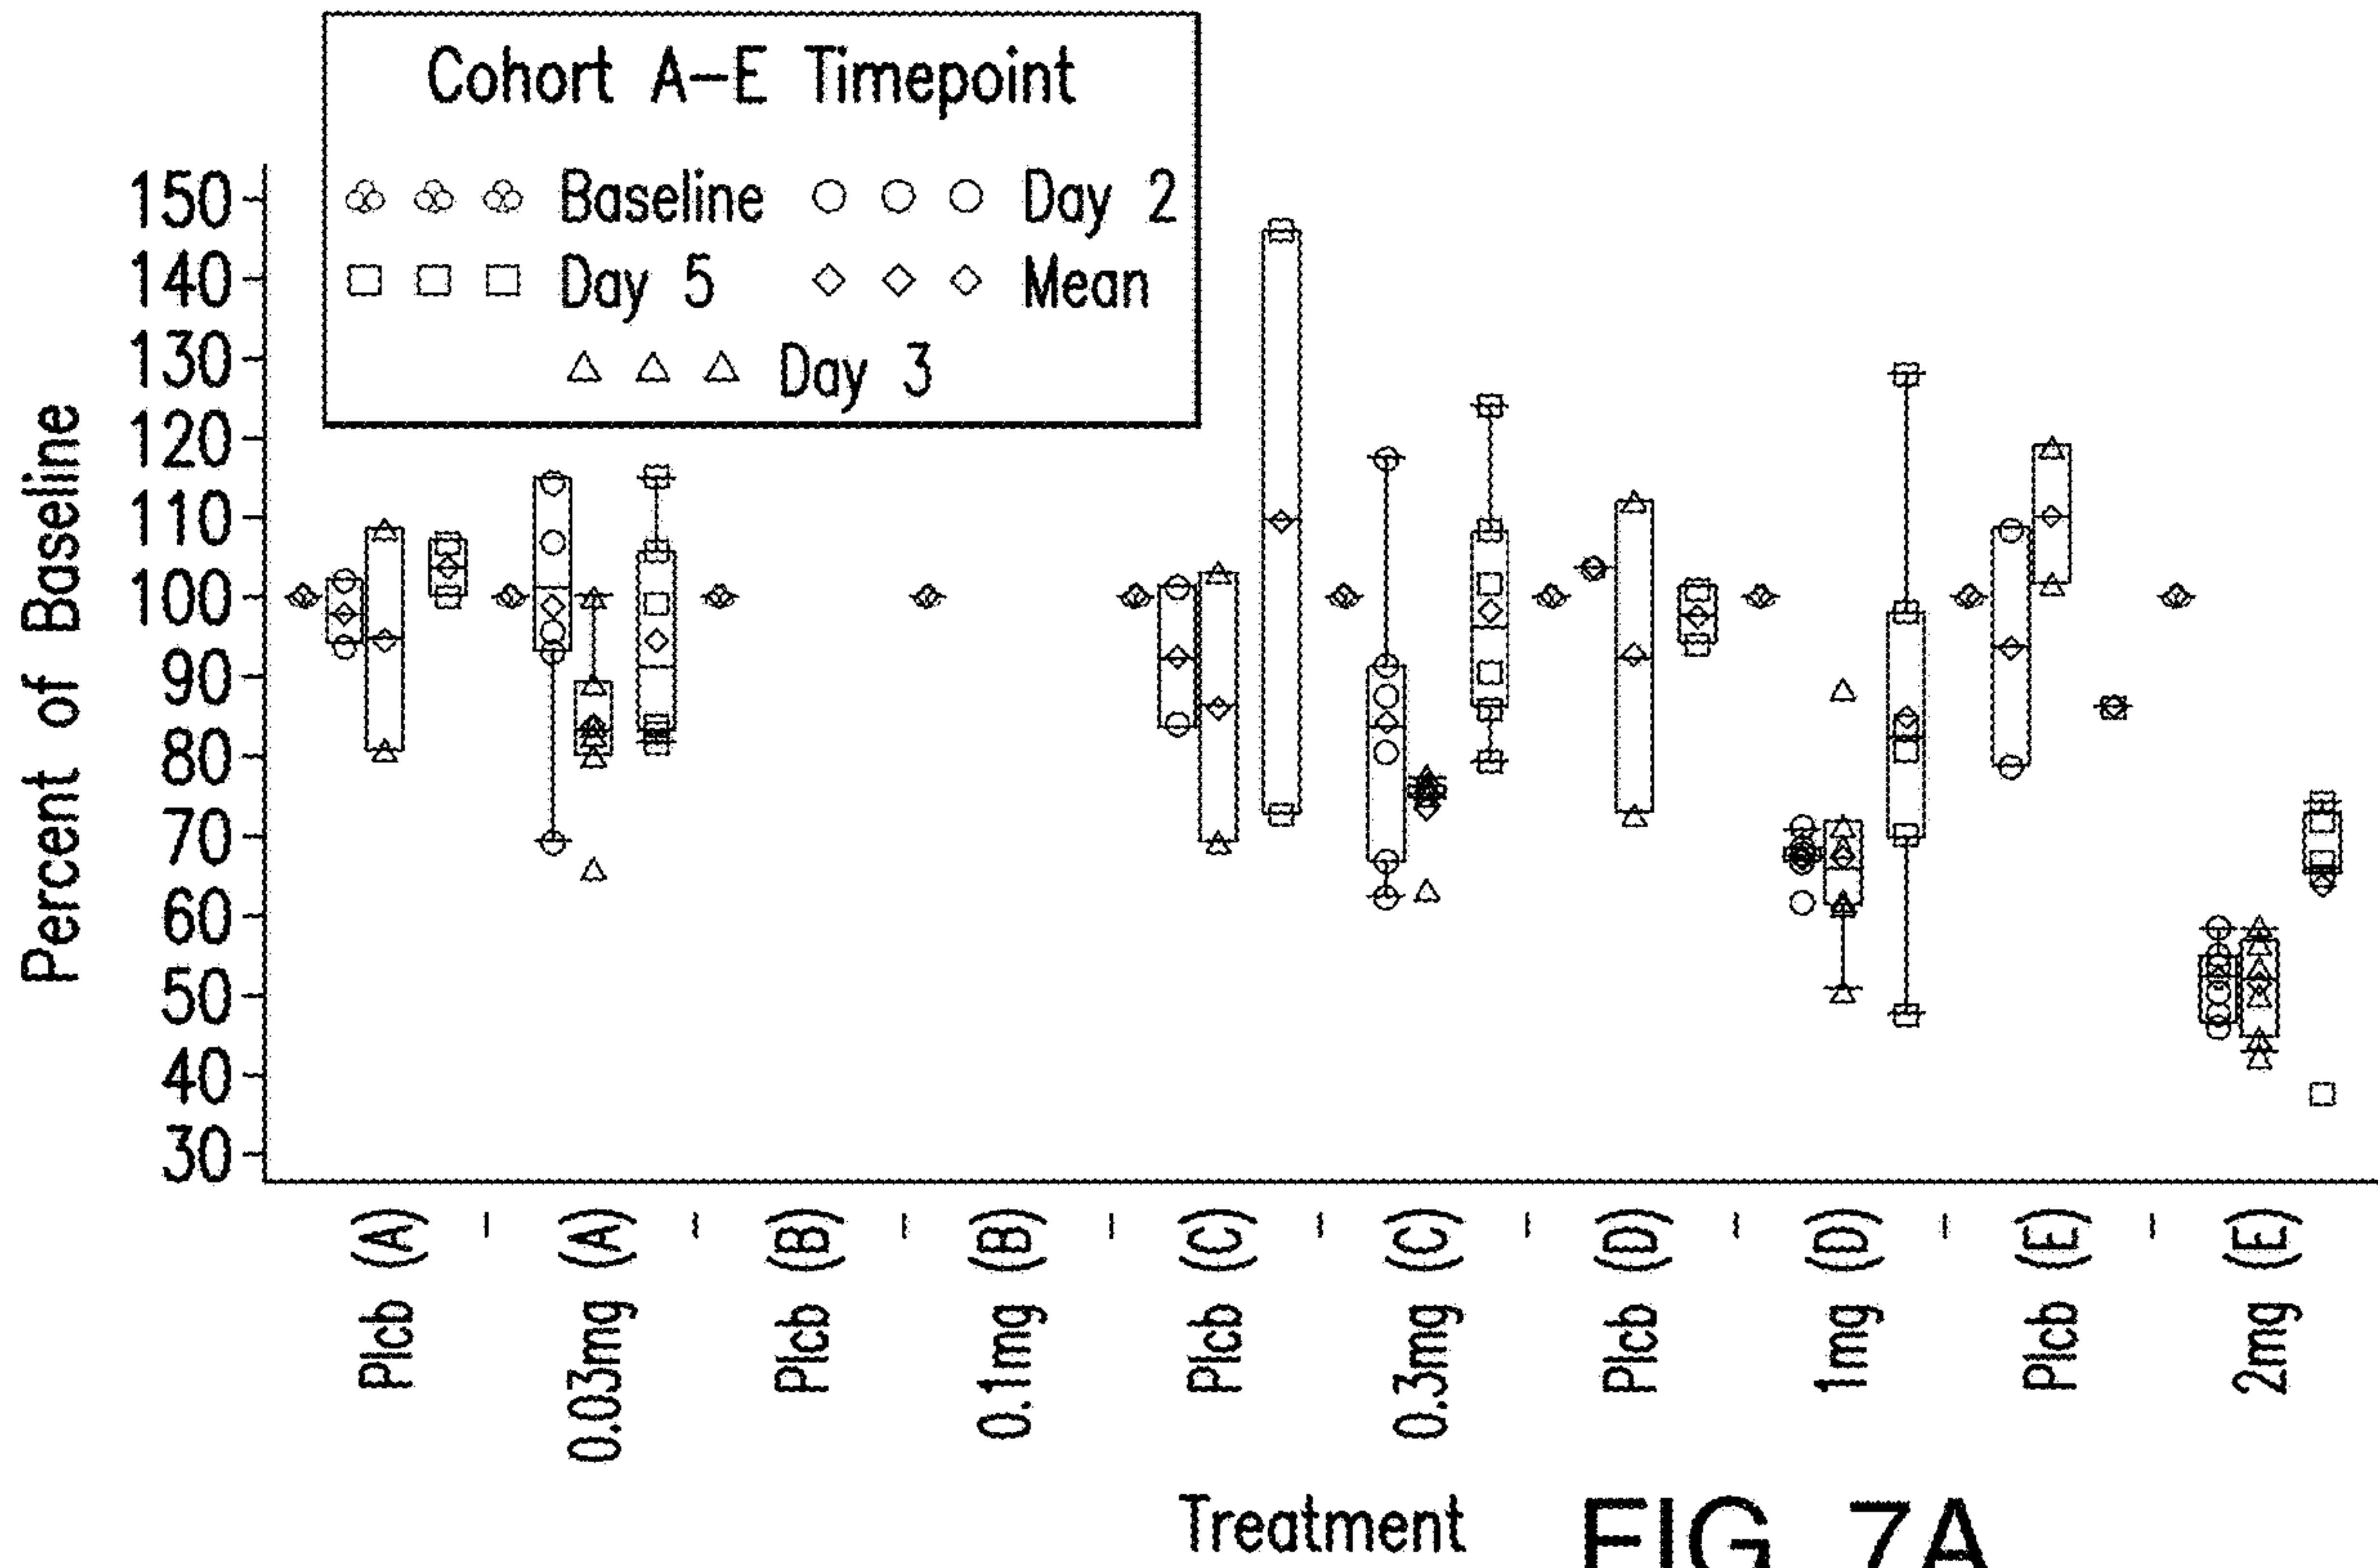 Cohort A-E Timepoint
Baseline Day 2
Day 5 Mean
Day 3
Percent of Baseline
150
140
130
120
110
100
90
80
70
60
50
40
30
Plcb (A)
0.03mg (A)
Plcb (B)
0.1mg (B)
Plcb (C)
0.3mg (C)
Plcb (D)
1mg (D)
Plcb (E)
2mg (E)
Treatment
FIG. 7A